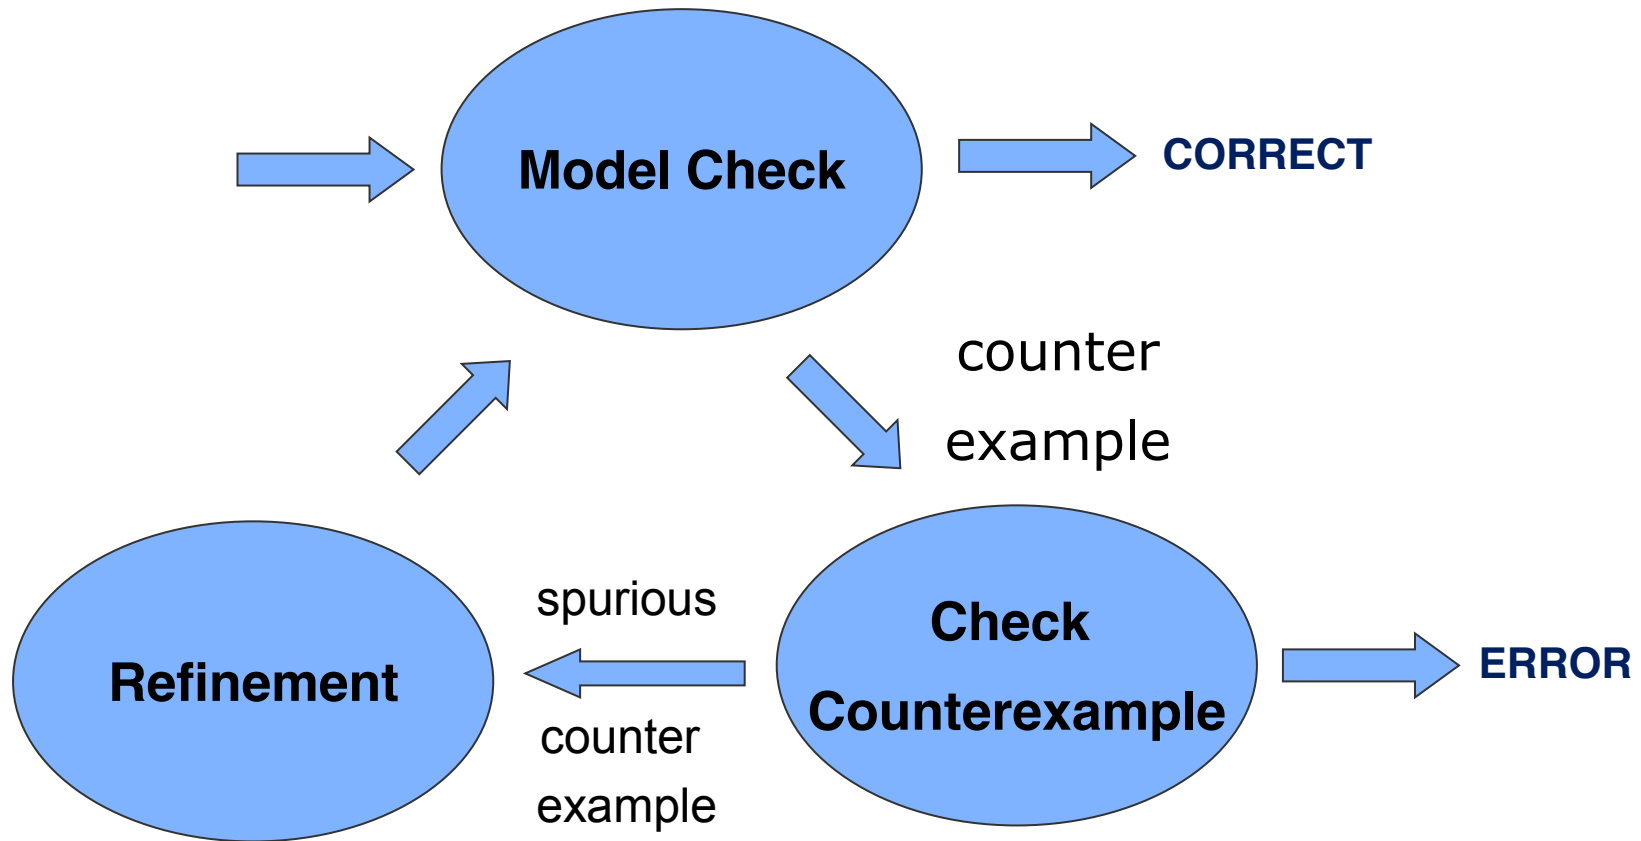 Model Check
CORRECT
counter
example
spurious
Check
Counterexample
ERROR
Refinement
counter
example